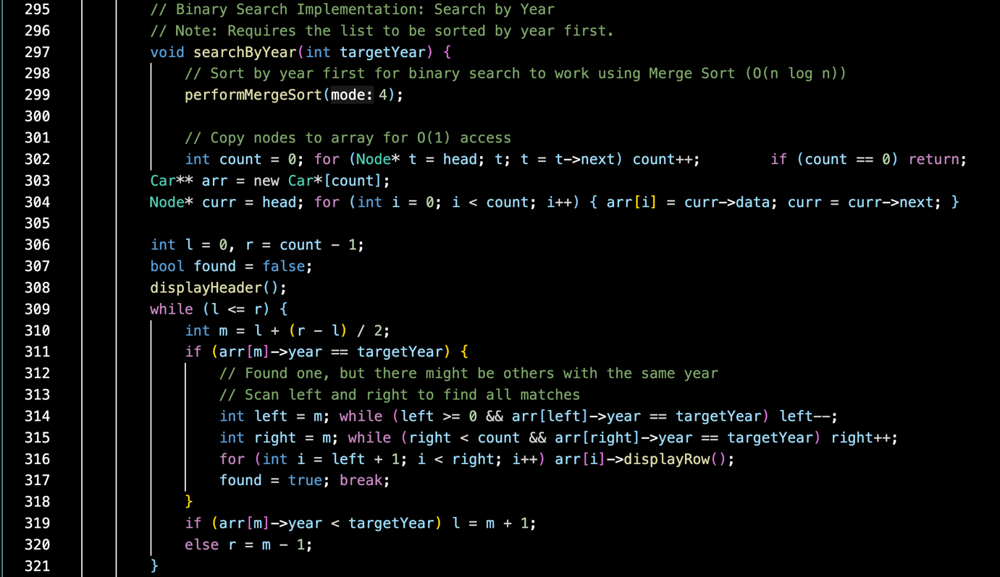 295 // Binary Search Implementation: Search by Year
296 // Note: Requires the list to be sorted by year first.
297 void searchByYear(int targetYear) {
298 // Sort by year first for binary search to work using Merge Sort (O(n log n))
299 performMergeSort(mode: 4);
300
301 // Copy nodes to array for O(1) access
302 int count = 0; for (Node* t = head; t; t = t->next) count++; if (count == 0) return;
303 Car** arr = new Car*[count];
304 Node* curr = head; for (int i = 0; i < count; i++) { arr[i] = curr->data; curr = curr->next; }
305
306 int l = 0, r = count - 1;
307 bool found = false;
308 displayHeader();
309 while (l <= r) {
310 int m = l + (r - l) / 2;
311 if (arr[m]->year == targetYear) {
312 // Found one, but there might be others with the same year
313 // Scan left and right to find all matches
314 int left = m; while (left >= 0 && arr[left]->year == targetYear) left--;
315 int right = m; while (right < count && arr[right]->year == targetYear) right++;
316 for (int i = left + 1; i < right; i++) arr[i]->displayRow();
317 found = true; break;
318 }
319 if (arr[m]->year < targetYear) l = m + 1;
320 else r = m - 1;
321 }